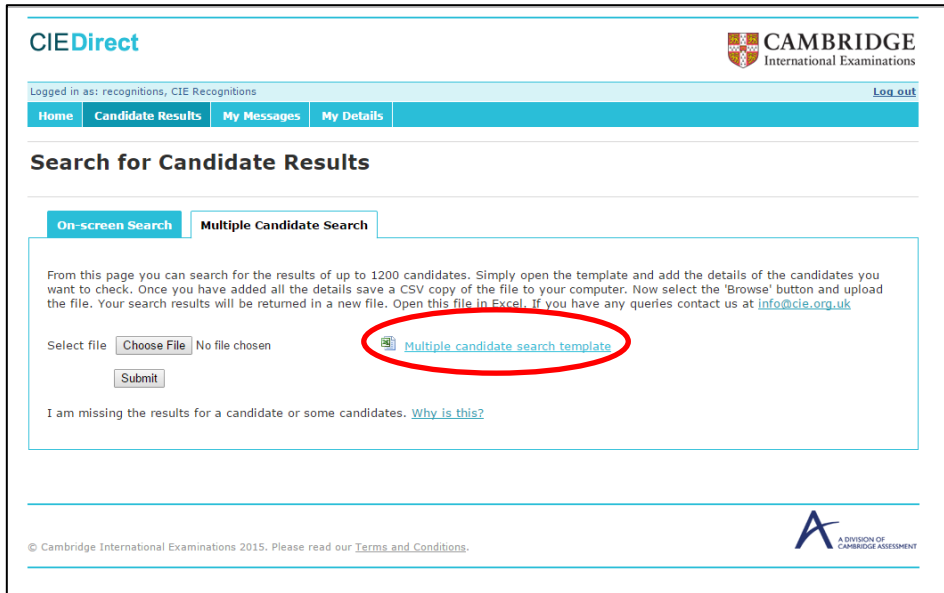 CIEDirect
CAMBRIDGE
International Examinations
Logged in as: recognitions, CIE Recognitions
Log out
Home Candidate Results My Messages My Details
Search for Candidate Results
On-screen Search Multiple Candidate Search
From this page you can search for the results of up to 1200 candidates. Simply open the template and add the details of the candidates you
want to check. Once you have added all the details save a CSV copy of the file to your computer. Now select the 'Browse' button and upload
the file. Your search results will be returned in a new file. Open this file in Excel. If you have any queries contact us at info@cie.org.uk
Select file Choose File No file chosen Multiple candidate search template
Submit
I am missing the results for a candidate or some candidates. Why is this?
A DIVISION OF
CAMBRIDGE ASSESSMENT
© Cambridge International Examinations 2015. Please read our Terms and Conditions.